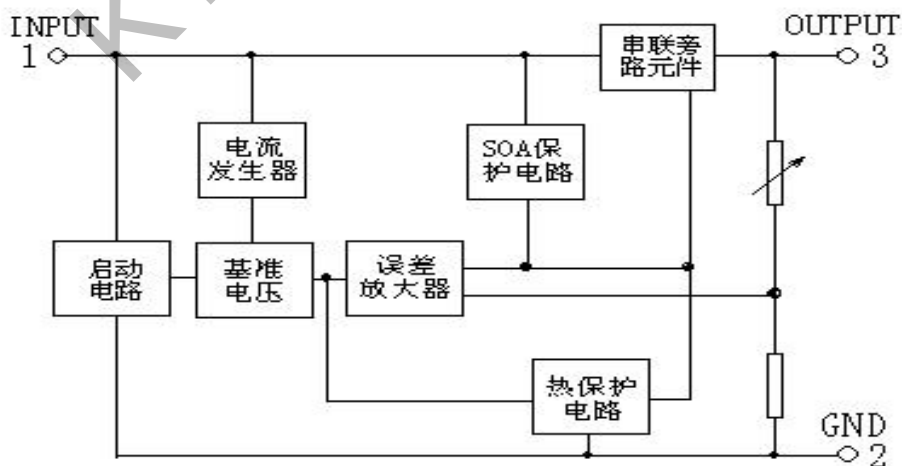 INPUT
1
OUTPUT
3
串联旁
路元件
电流
发生器
SOA保
护电路
启动
电路
基准
电压
误差
放大器
热保护
电路
GND
2